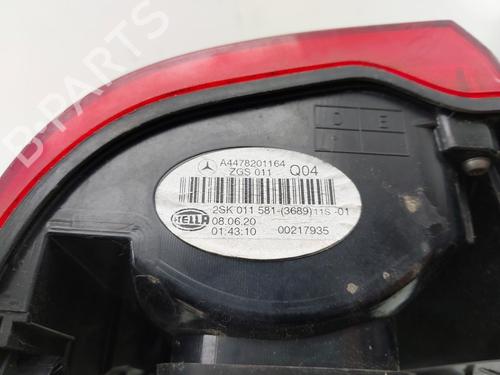 B-PARTS
D E
A4478201164
ZGS 011 Q04
2SK 011 581-(3689)11S -01
HELLA
08.06.20
01:43:10 00217935